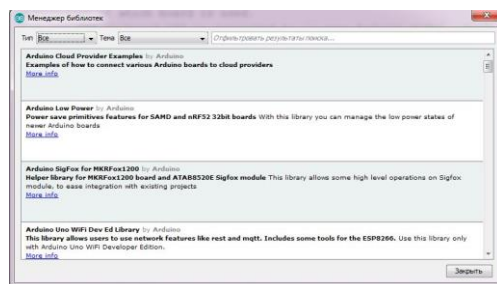 Менеджер библиотек
Тип Все Тема Все Отфильтровать результаты поиска...
Arduino Cloud Provider Examples by Arduino
Examples of how to connect various Arduino boards to cloud providers
More info
Arduino Low Power by Arduino
Power save primitives features for SAMD and nRF52 32bit boards With this library you can manage the low power states of
newer Arduino boards
More info
Arduino SigFox for MKRFox1200 by Arduino
Helper library for MKRFox1200 board and ATAB8520E Sigfox module This library allows some high level operations on Sigfox
module, to ease integration with existing projects
More info
Arduino Uno WiFi Dev Ed Library by Arduino
This library allows users to use network features like rest and mqtt. Includes some tools for the ESP8266. Use this library only
with Arduino Uno WiFi Developer Edition.
More info
Закрыть